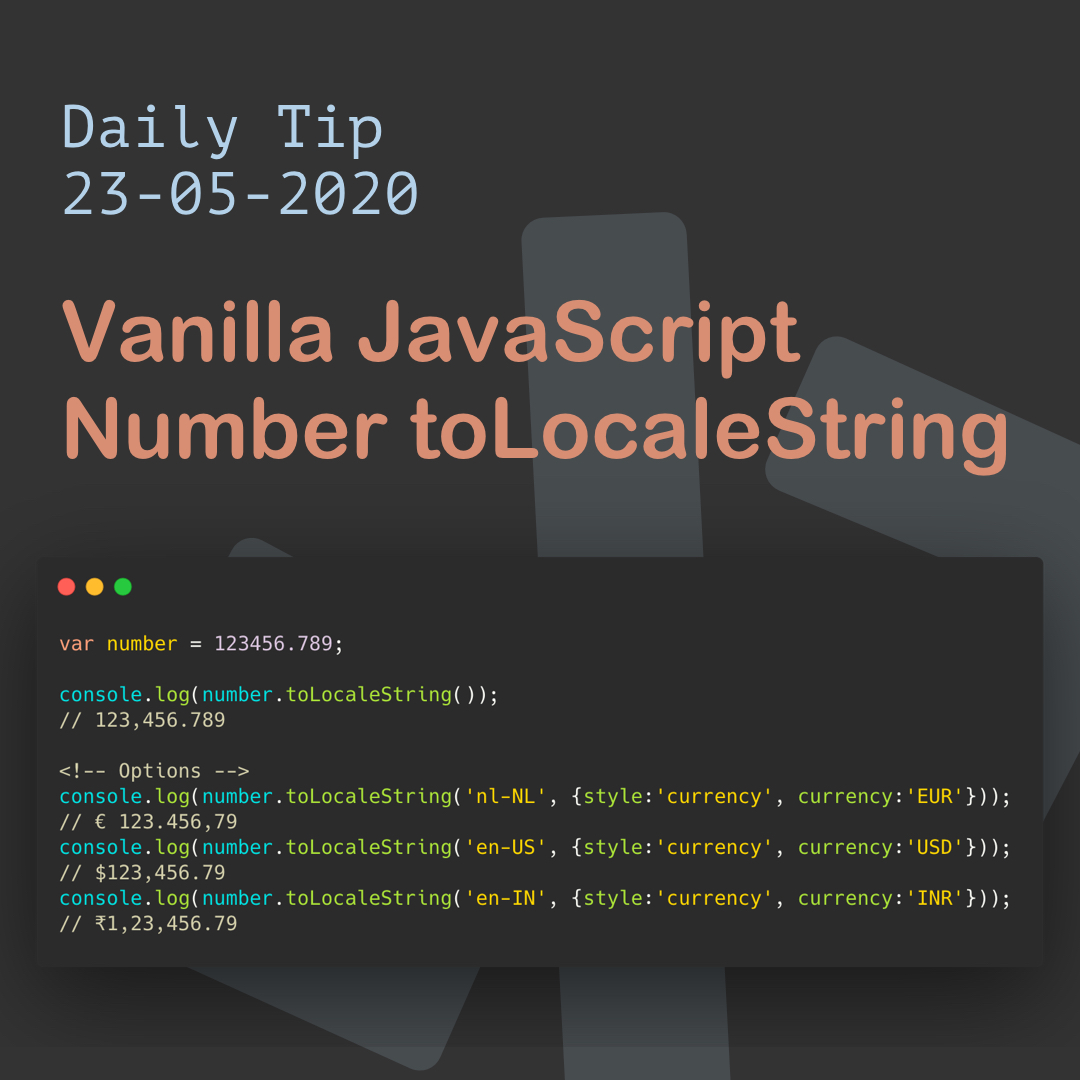 Daily Tip
23-05-2020
Vanilla JavaScript
Number toLocaleString
var number = 123456.789;
console.log(number.toLocaleString());
// 123,456.789
<!-- Options -->
console.log(number.toLocaleString('nl-NL', {style:'currency', currency:'EUR'}));
// € 123.456,79
console.log(number.toLocaleString('en-US', {style:'currency', currency:'USD'}));
// $123,456.79
console.log(number.toLocaleString('en-IN', {style:'currency', currency:'INR'}));
// ₹1,23,456.79